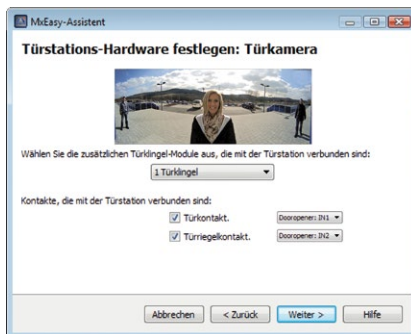 MxEasy-Assistent
Türstations-Hardware festlegen: Türkamera
Wählen Sie die zusätzlichen Türklingel-Module aus, die mit der Türstation verbunden sind:
1 Türklingel
Kontakte, die mit der Türstation verbunden sind:
Türkontakt. Dooropener: IN1
Türriegelkontakt. Dooropener: IN2
Abbrechen < Zurück Weiter > Hilfe